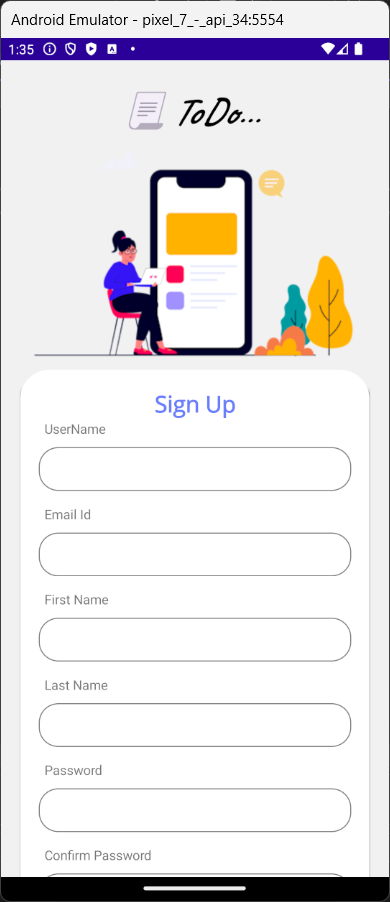 Android Emulator - pixel_7_-_api_34:5554
1:35
ToDo...
Sign Up
UserName
Email Id
First Name
Last Name
Password
Confirm Password